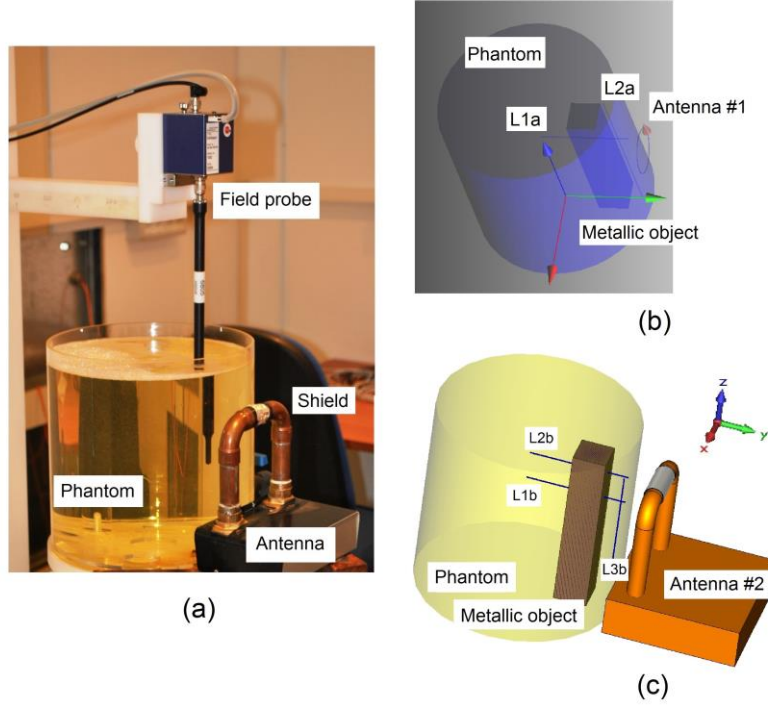 Field probe
Shield
Phantom
Antenna
(a)
Phantom
L2a
L1a
Antenna #1
Metallic object
(b)
z
y
x
L2b
L1b
L3b
Phantom
Antenna #2
Metallic object
(c)